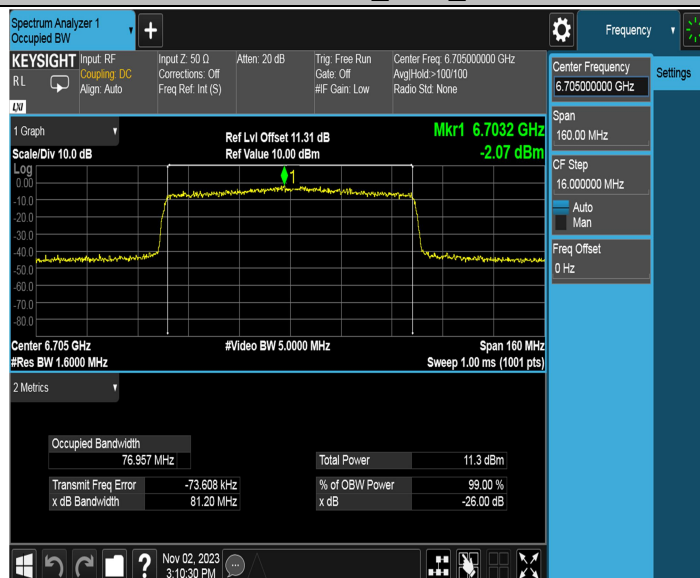 Spectrum Analyzer 1
Occupied BW
+
Frequency
KEYSIGHT
RL
LXI
Input: RF
Coupling: DC
Align: Auto
Input Z: 50 Ω
Corrections: Off
Freq Ref: Int (S)
Atten: 20 dB
Trig: Free Run
Gate: Off
#IF Gain: Low
Center Freq: 6.705000000 GHz
Avg|Hold:>100/100
Radio Std: None
Center Frequency
6.705000000 GHz
Settings
Span
160.00 MHz
CF Step
16.000000 MHz
Auto
Man
Freq Offset
0 Hz
1 Graph
Scale/Div 10.0 dB
Ref Lvl Offset 11.31 dB
Ref Value 10.00 dBm
Mkr1 6.7032 GHz
-2.07 dBm
Log
0.00
-10.0
-20.0
-30.0
-40.0
-50.0
-60.0
-70.0
-80.0
1
Center 6.705 GHz
#Res BW 1.6000 MHz
#Video BW 5.0000 MHz
Span 160 MHz
Sweep 1.00 ms (1001 pts)
2 Metrics
Occupied Bandwidth
76.957 MHz
Transmit Freq Error -73.608 kHz
x dB Bandwidth 81.20 MHz
Total Power 11.3 dBm
% of OBW Power 99.00 %
x dB -26.00 dB
?
Nov 02, 2023
3:10:30 PM